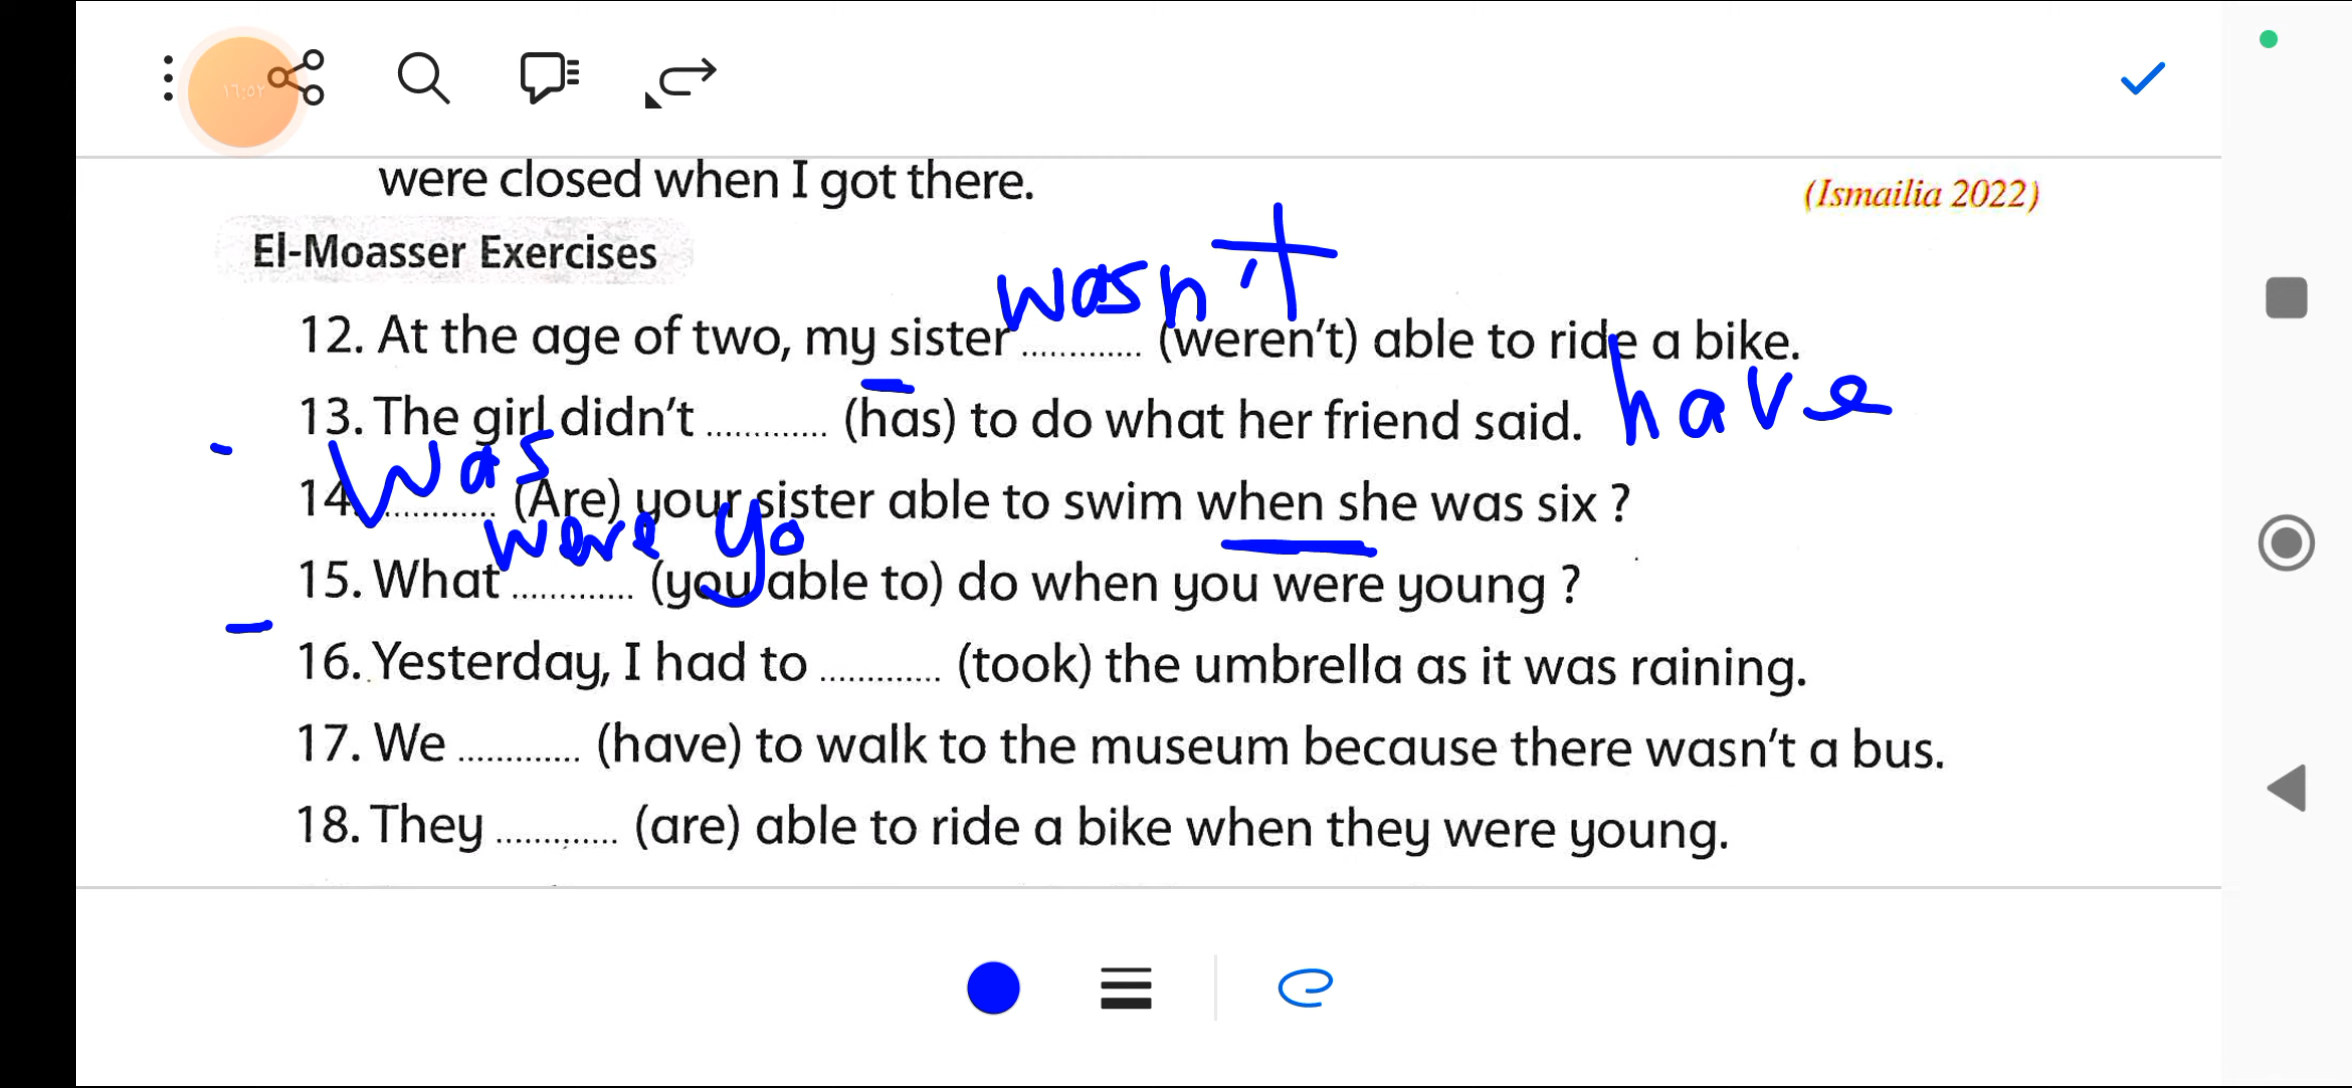 ١٦:٥٢
were closed when I got there.
(Ismailia 2022)
El-Moasser Exercises
wasn't
12. At the age of two, my sister ............. (weren't) able to ride a bike.
13. The girl didn't ............. (has) to do what her friend said. have
Was
14. ............. (Are) your sister able to swim when she was six ?
were yo
15. What ............. (you able to) do when you were young ?
16. Yesterday, I had to ............. (took) the umbrella as it was raining.
17. We ............. (have) to walk to the museum because there wasn't a bus.
18. They ............. (are) able to ride a bike when they were young.